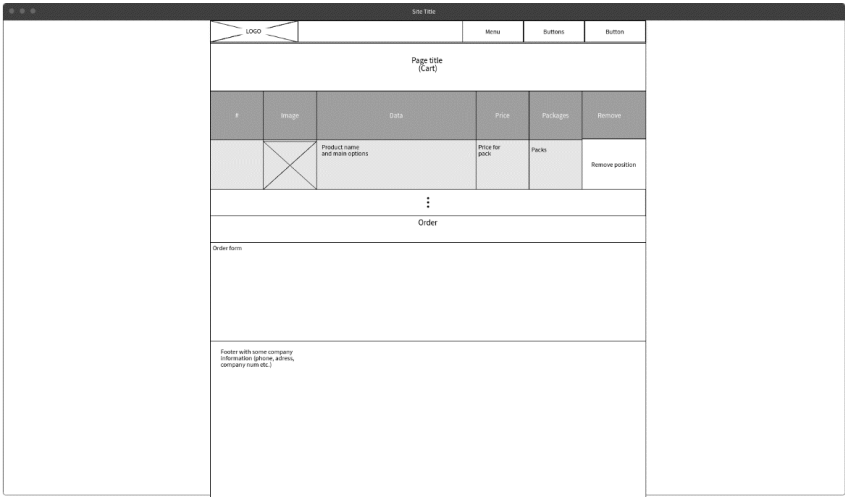 Site Title
LOGO
Menu
Buttons
Button
Page title
(Cart)
#
Image
Data
Price
Packages
Remove
Product name
and main options
Price for
pack
Packs
Remove position
Order
Order form
Footer with some company
information (phone, adress,
company num etc.)